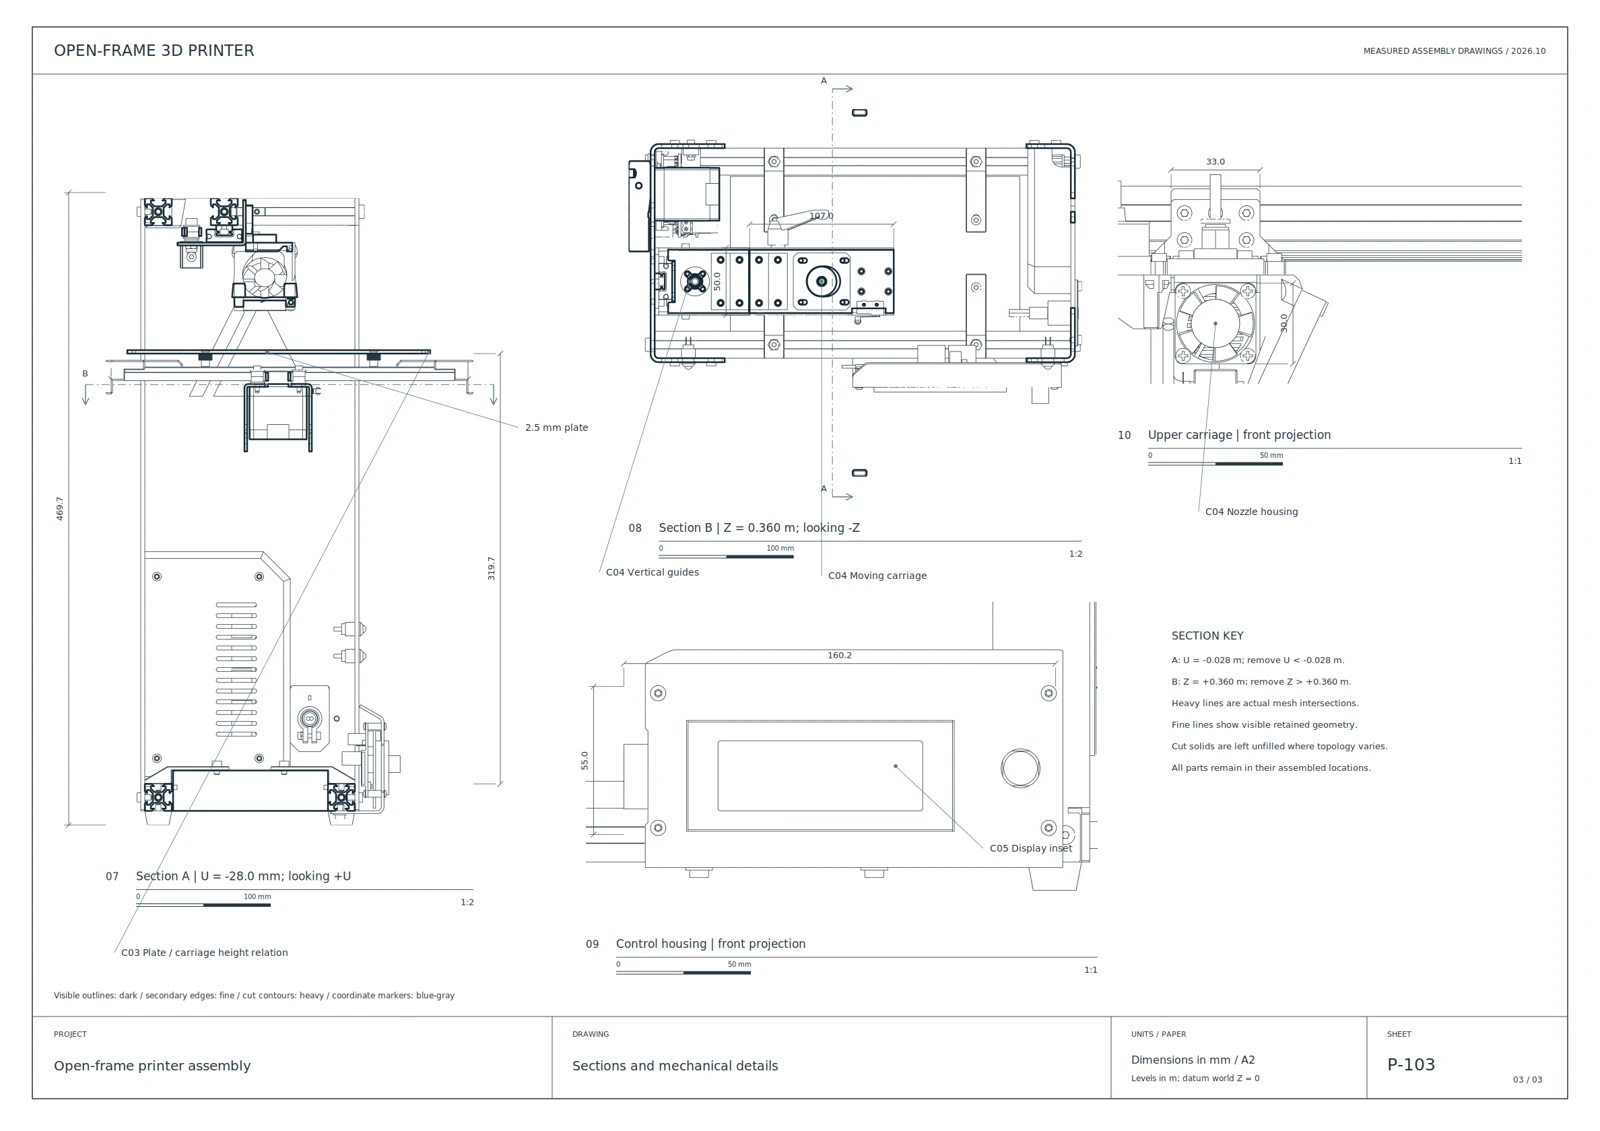 OPEN-FRAME 3D PRINTER
MEASURED ASSEMBLY DRAWINGS / 2026.10
469.7
B
2.5 mm plate
319.7
07 Section A | U = -28.0 mm; looking +U
0 100 mm
1:2
C03 Plate / carriage height relation
A
107.0
50.0
A
08 Section B | Z = 0.360 m; looking -Z
0 100 mm
1:2
C04 Vertical guides
C04 Moving carriage
33.0
30.0
10 Upper carriage | front projection
0 50 mm
1:1
C04 Nozzle housing
160.2
55.0
C05 Display inset
09 Control housing | front projection
0 50 mm
1:1
SECTION KEY
A: U = -0.028 m; remove U < -0.028 m.
B: Z = +0.360 m; remove Z > +0.360 m.
Heavy lines are actual mesh intersections.
Fine lines show visible retained geometry.
Cut solids are left unfilled where topology varies.
All parts remain in their assembled locations.
Visible outlines: dark / secondary edges: fine / cut contours: heavy / coordinate markers: blue-gray
PROJECT
Open-frame printer assembly
DRAWING
Sections and mechanical details
UNITS / PAPER
Dimensions in mm / A2
Levels in m; datum world Z = 0
SHEET
P-103
03 / 03